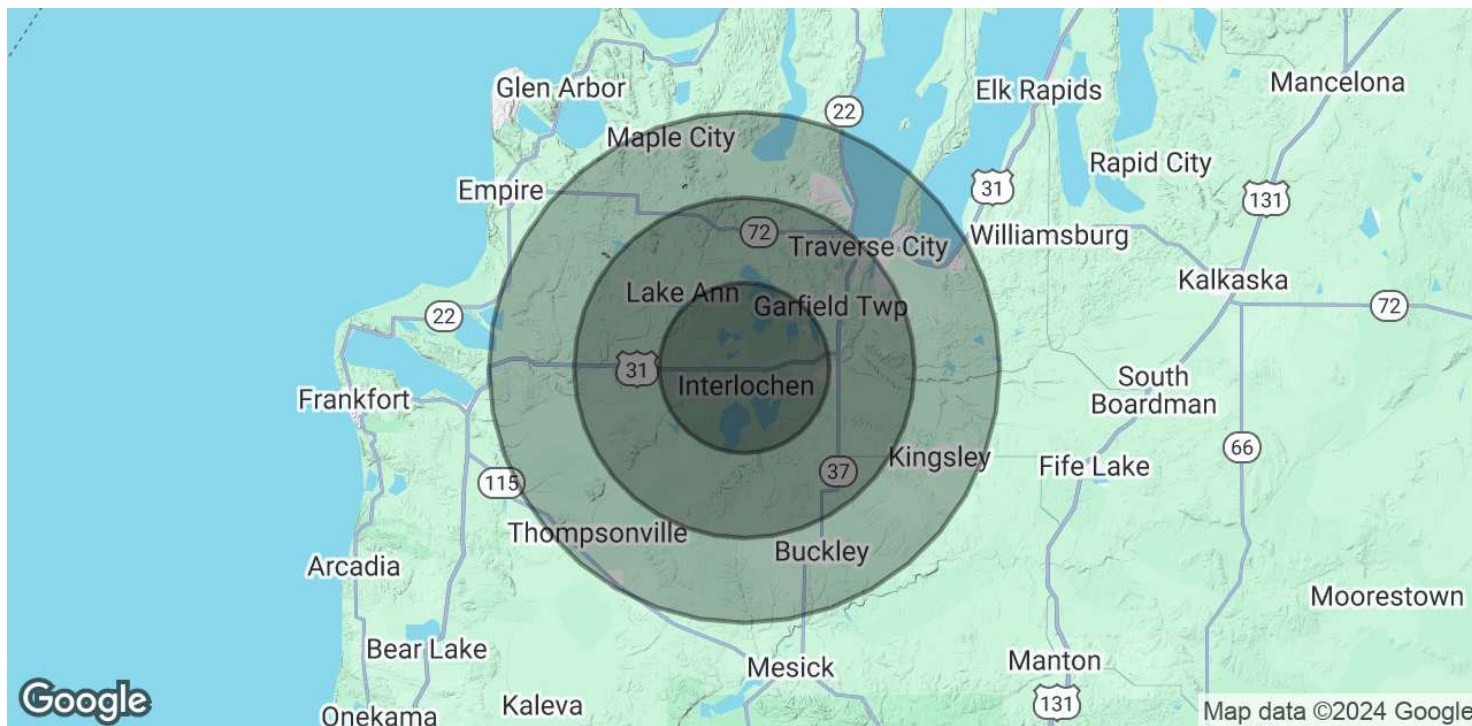 Glen Arbor
22
Elk Rapids
Mancelona
Maple City
Rapid City
Empire
31
131
72
Traverse City
Williamsburg
Kalkaska
Lake Ann
Garfield Twp
22
72
31
Interlochen
Frankfort
South
Boardman
115
37
Kingsley
Fife Lake
66
Thompsonville
Buckley
Arcadia
Moorestown
Bear Lake
Mesick
Manton
Google
Kaleva
131
Onekama
Map data ©2024 Google